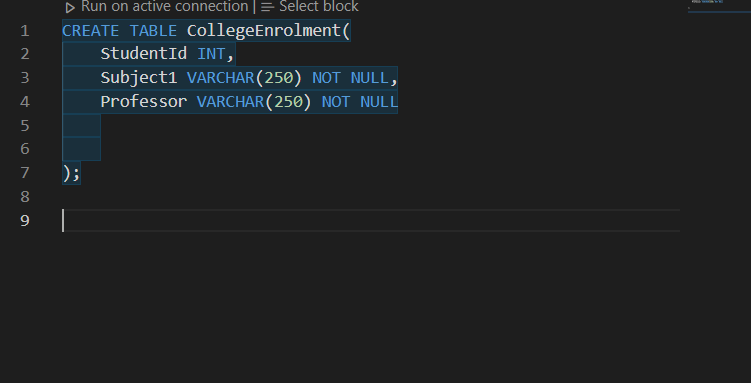 Run on active connection | Select block
1 CREATE TABLE CollegeEnrolment(
2 StudentId INT,
3 Subject1 VARCHAR(250) NOT NULL,
4 Professor VARCHAR(250) NOT NULL
5
6
7 );
8
9